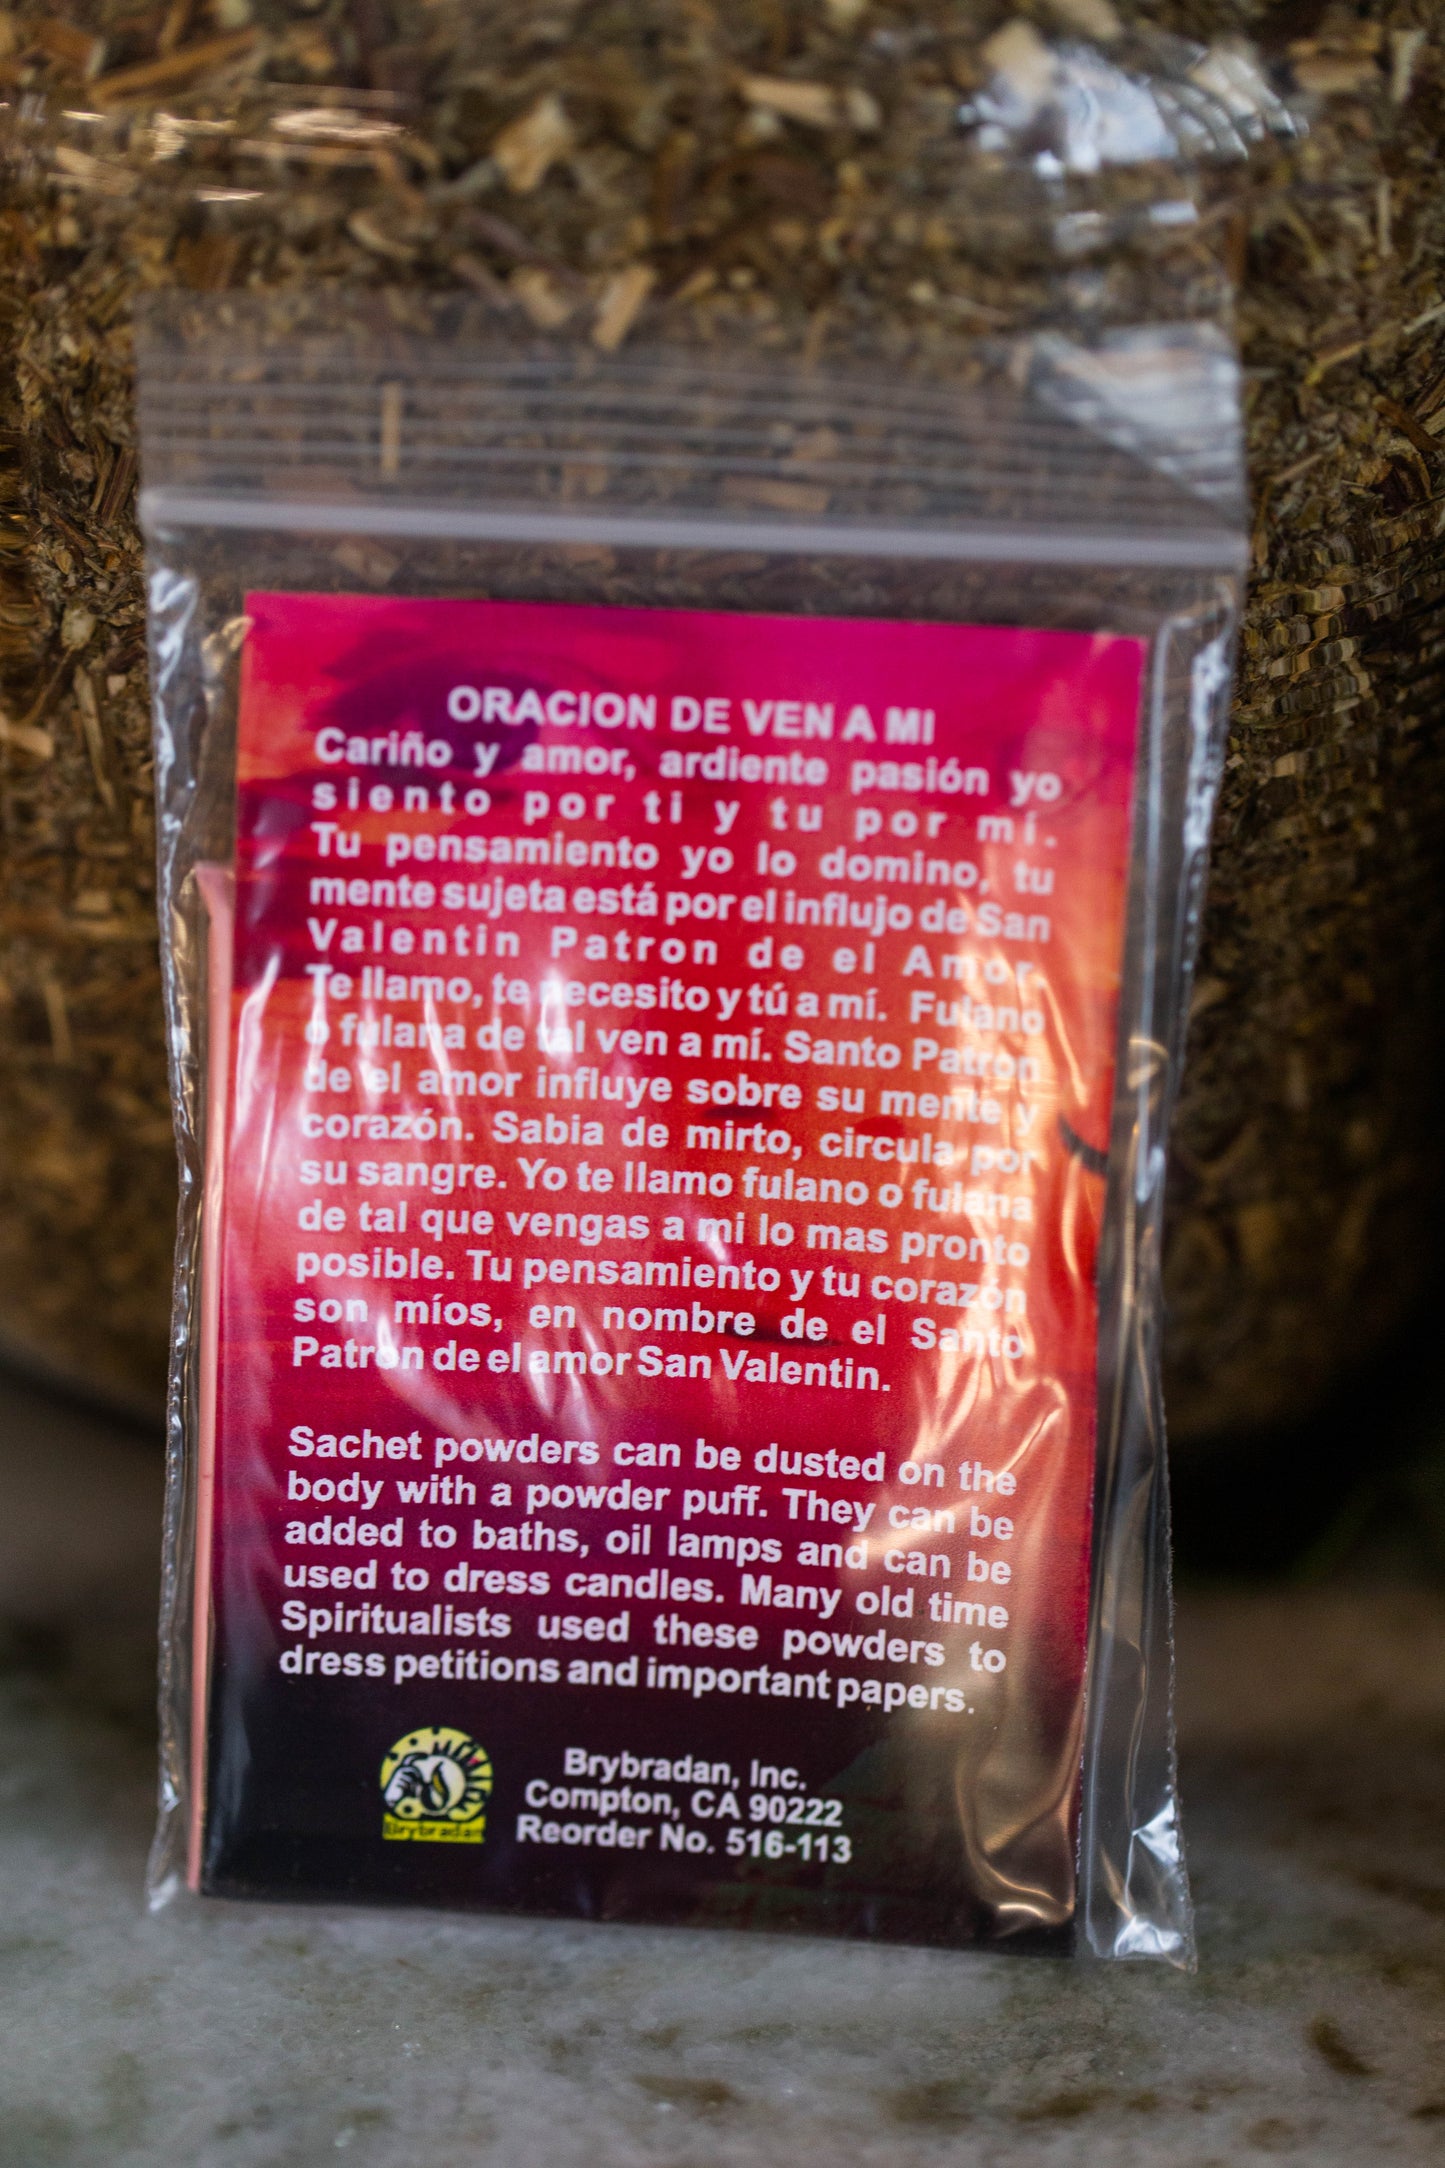 ORACION DE VEN A MI
Cariño y amor, ardiente pasión yo
siento por ti y tu por mí.
Tu pensamiento yo lo domino, tu
mente sujeta está por el influjo de San
Valentin Patron de el Amor.
Te llamo, te necesito y tú a mí. Fulano
o fulana de tal ven a mí. Santo Patron
de el amor influye sobre su mente y
corazón. Sabia de mirto, circula por
su sangre. Yo te llamo fulano o fulana
de tal que vengas a mi lo mas pronto
posible. Tu pensamiento y tu corazón
son míos, en nombre de el Santo
Patron de el amor San Valentin.
Sachet powders can be dusted on the
body with a powder puff. They can be
added to baths, oil lamps and can be
used to dress candles. Many old time
Spiritualists used these powders to
dress petitions and important papers.
Brybradan
Brybradan, Inc.
Compton, CA 90222
Reorder No. 516-113